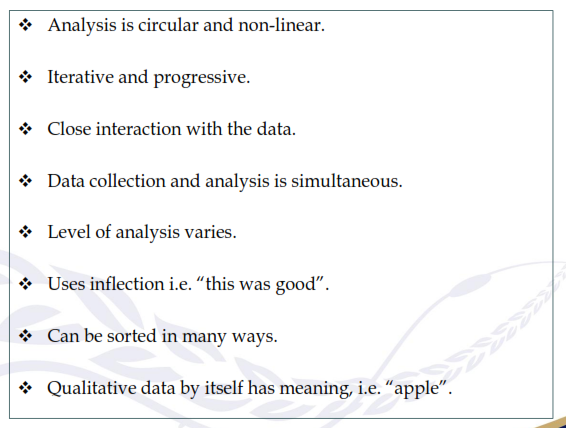 ❖ Analysis is circular and non-linear.
❖ Iterative and progressive.
❖ Close interaction with the data.
❖ Data collection and analysis is simultaneous.
❖ Level of analysis varies.
❖ Uses inflection i.e. “this was good”.
❖ Can be sorted in many ways.
❖ Qualitative data by itself has meaning, i.e. “apple”.